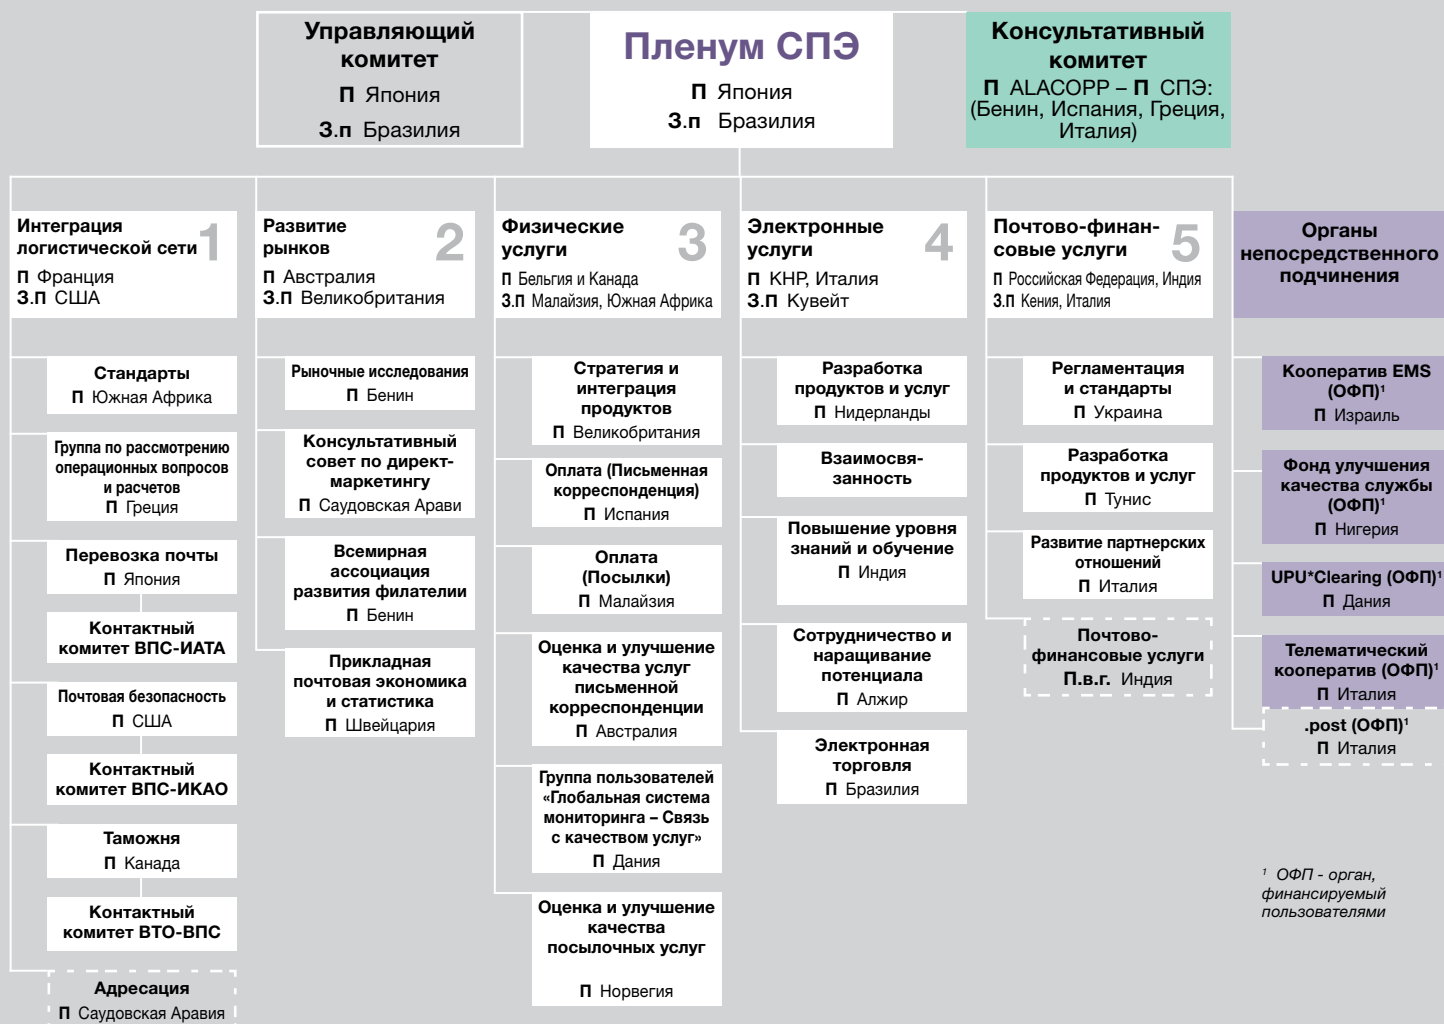 Управляющий
комитет
П Япония
З.п Бразилия
Пленум СПЭ
П Япония
З.п Бразилия
Консультативный
комитет
П ALACOPP – П СПЭ:
(Бенин, Испания, Греция,
Италия)
Интеграция
логистической сети
1
П Франция
З.П США
Стандарты
П Южная Африка
Группа по рассмотрению
операционных вопросов
и расчетов
П Греция
Перевозка почты
П Япония
Контактный
комитет ВПС-ИАТА
Почтовая безопасность
П США
Контактный
комитет ВПС-ИКАО
Таможня
П Канада
Контактный
комитет ВТО-ВПС
Адресация
П Саудовская Аравия
Развитие
рынков
2
П Австралия
З.П Великобритания
Рыночные исследования
П Бенин
Консультативный
совет по директ-
маркетингу
П Саудовская Арави
Всемирная
ассоциация
развития филателии
П Бенин
Прикладная
почтовая экономика
и статистика
П Швейцария
Физические
услуги
3
П Бельгия и Канада
З.П Малайзия, Южная Африка
Стратегия и
интеграция
продуктов
П Великобритания
Оплата (Письменная
корреспонденция)
П Испания
Оплата
(Посылки)
П Малайзия
Оценка и улучшение
качества услуг
письменной
корреспонденции
П Австралия
Группа пользователей
«Глобальная система
мониторинга – Связь
с качеством услуг»
П Дания
Оценка и улучшение
качества
посылочных услуг
П Норвегия
Электронные
услуги
4
П КНР, Италия
З.П Кувейт
Разработка
продуктов и услуг
П Нидерланды
Взаимосвя-
занность
Повышение уровня
знаний и обучение
П Индия
Сотрудничество и
наращивание
потенциала
П Алжир
Электронная
торговля
П Бразилия
Почтово-финан-
совые услуги
5
П Российская Федерация, Индия
З.П Кения, Италия
Регламентация
и стандарты
П Украина
Разработка
продуктов и услуг
П Тунис
Развитие партнерских
отношений
П Италия
Почтово-
финансовые услуги
П.в.г. Индия
Органы
непосредственного
подчинения
Кооператив EMS
(ОФП)¹
П Израиль
Фонд улучшения
качества службы
(ОФП)¹
П Нигерия
UPU*Clearing (ОФП)¹
П Дания
Телематический
кооператив (ОФП)¹
П Италия
.post (ОФП)¹
П Италия
¹ ОФП - орган,
финансируемый
пользователями